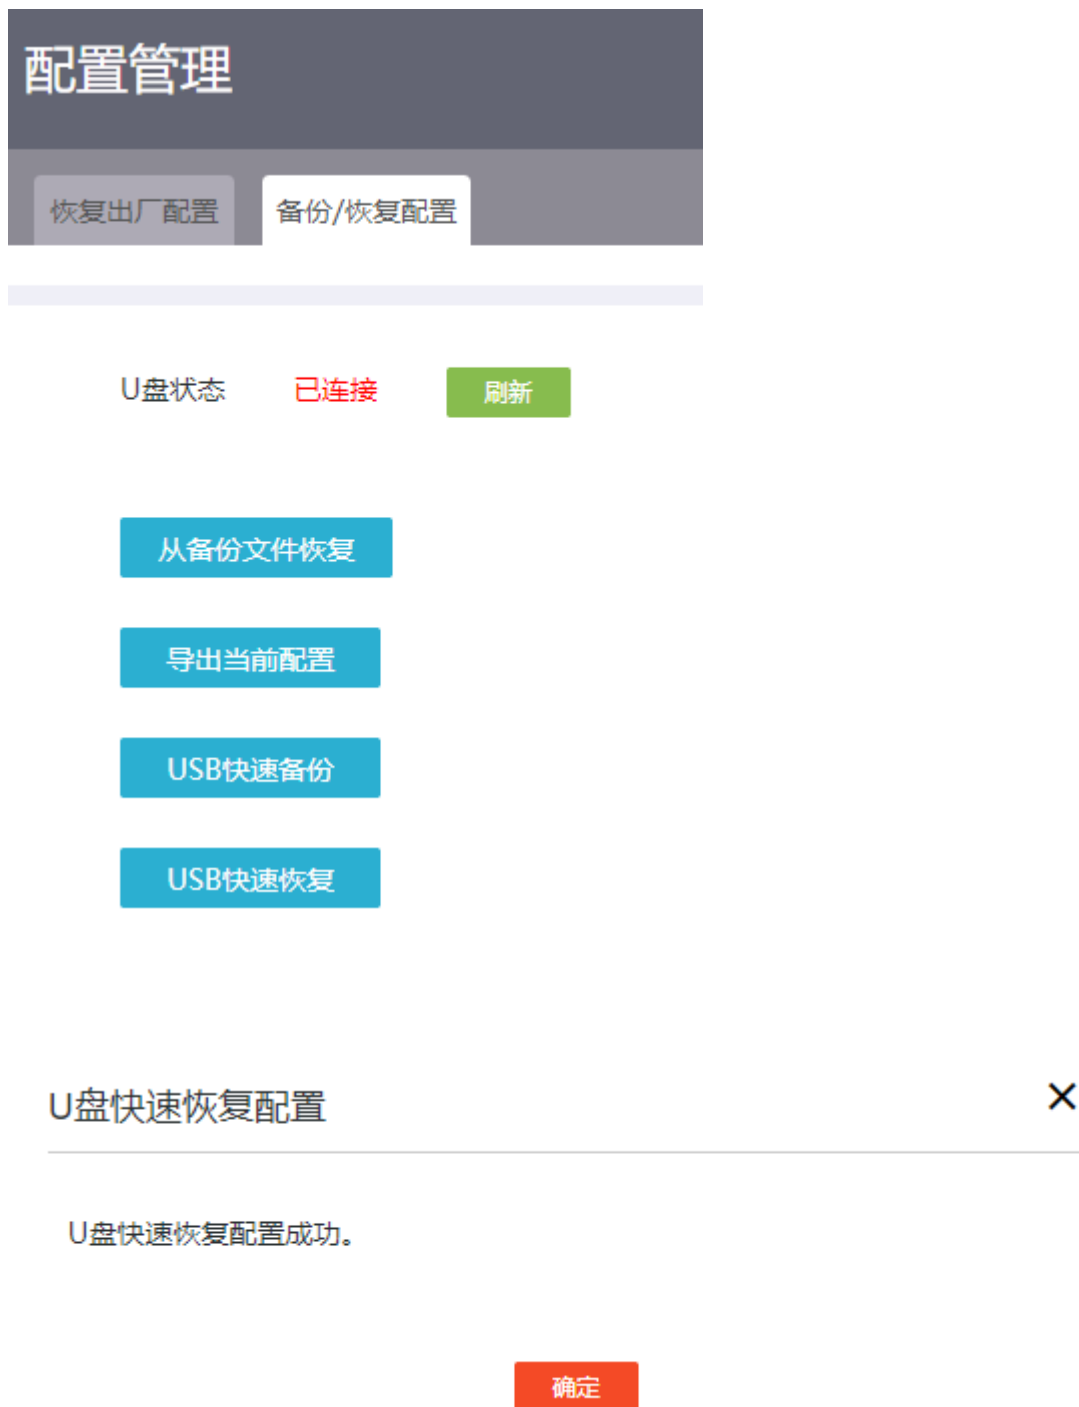 配置管理
恢复出厂配置 备份/恢复配置
U盘状态 已连接 刷新
从备份文件恢复
导出当前配置
USB快速备份
USB快速恢复
U盘快速恢复配置 ×
U盘快速恢复配置成功。
确定